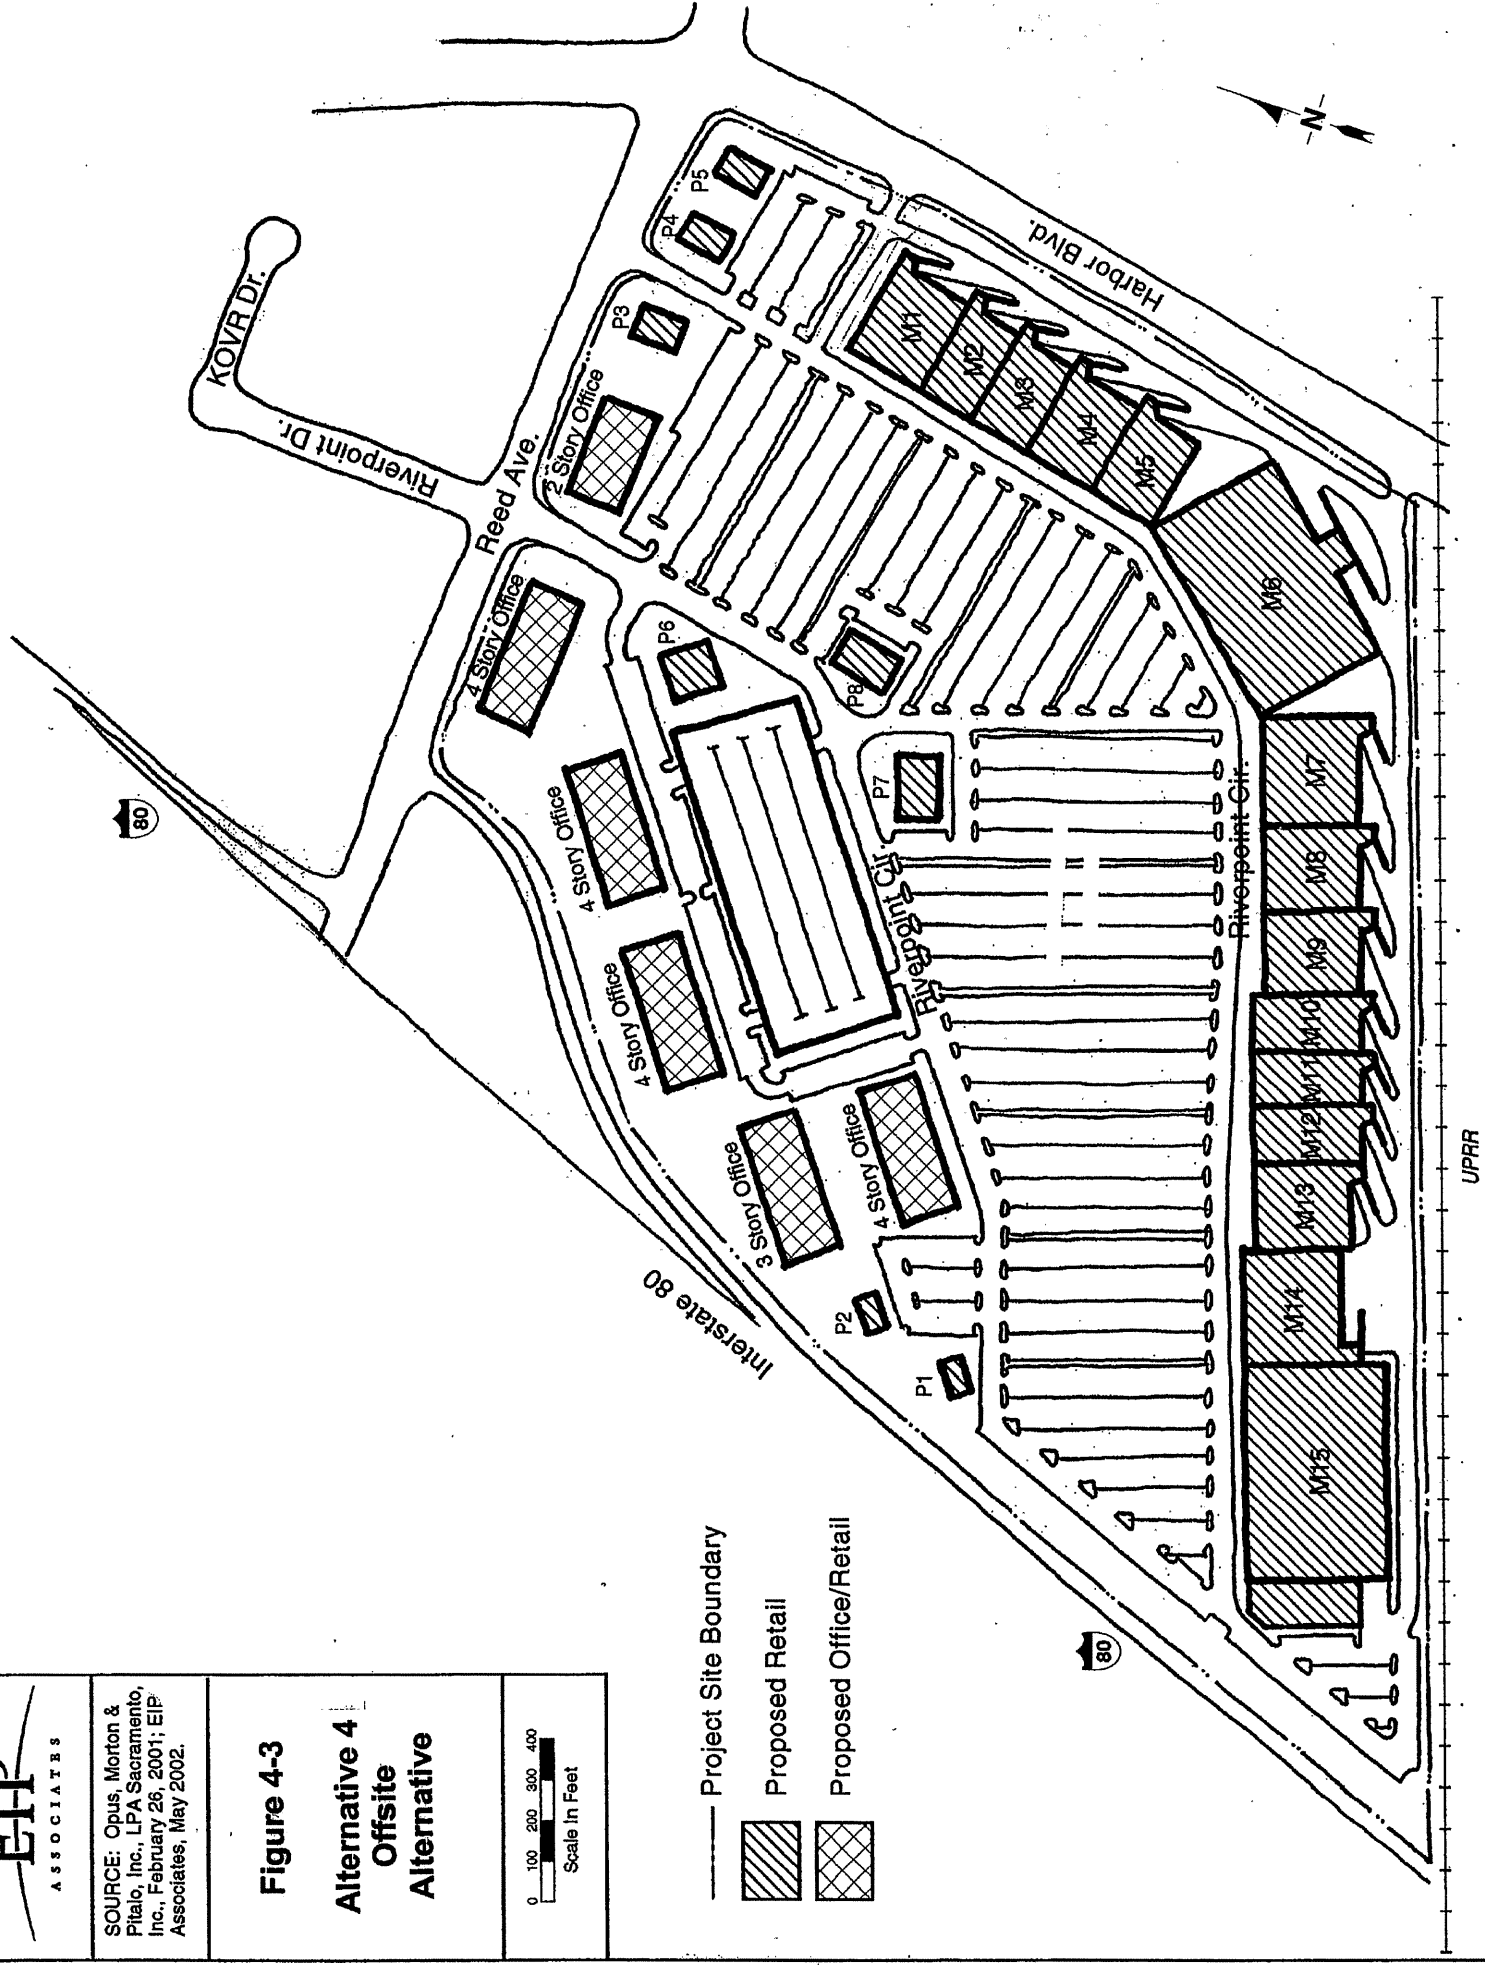 EIP
ASSOCIATES
SOURCE: Opus, Morton &
Pitalo, Inc., LPA Sacramento,
Inc., February 26, 2001; EIP
Associates, May 2002.
Figure 4-3
Alternative 4
Offsite
Alternative
0 100 200 300 400
Scale In Feet
Project Site Boundary
Proposed Retail
Proposed Office/Retail
80
80
Interstate 80
KOVR Dr.
Riverpoint Dr.
Reed Ave.
Harbor Blvd.
Riverpoint Cir.
Riverpoint Cir.
UPRR
N
2 Story Office
4 Story Office
4 Story Office
4 Story Office
3 Story Office
4 Story Office
P1
P2
P3
P4
P5
P6
P7
P8
M1
M2
M3
M4
M5
M6
M7
M8
M9
M10
M11
M12
M13
M14
M15